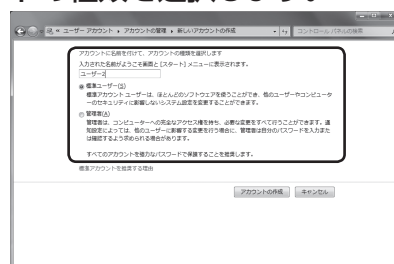 ユーザー アカウント ▸ アカウントの管理 ▸ 新しいアカウントの作成
コントロール パネルの検索
アカウントに名前を付けて、アカウントの種類を選択します
入力された名前がようこそ画面と [スタート] メニューに表示されます。
ユーザー2
標準ユーザー(S)
標準アカウント ユーザーは、ほとんどのソフトウェアを使うことができ、他のユーザーやコンピューターのセキュリティに影響しないシステム設定を変更することができます。
管理者(A)
管理者は、コンピューターへの完全なアクセス権を持ち、必要な変更をすべて行うことができます。通知設定によっては、他のユーザーに影響する変更を行う場合に、管理者は自分のパスワードを入力または確認するよう求められる場合があります。
すべてのアカウントを強力なパスワードで保護することを推奨します。
標準アカウントを推奨する理由
アカウントの作成
キャンセル